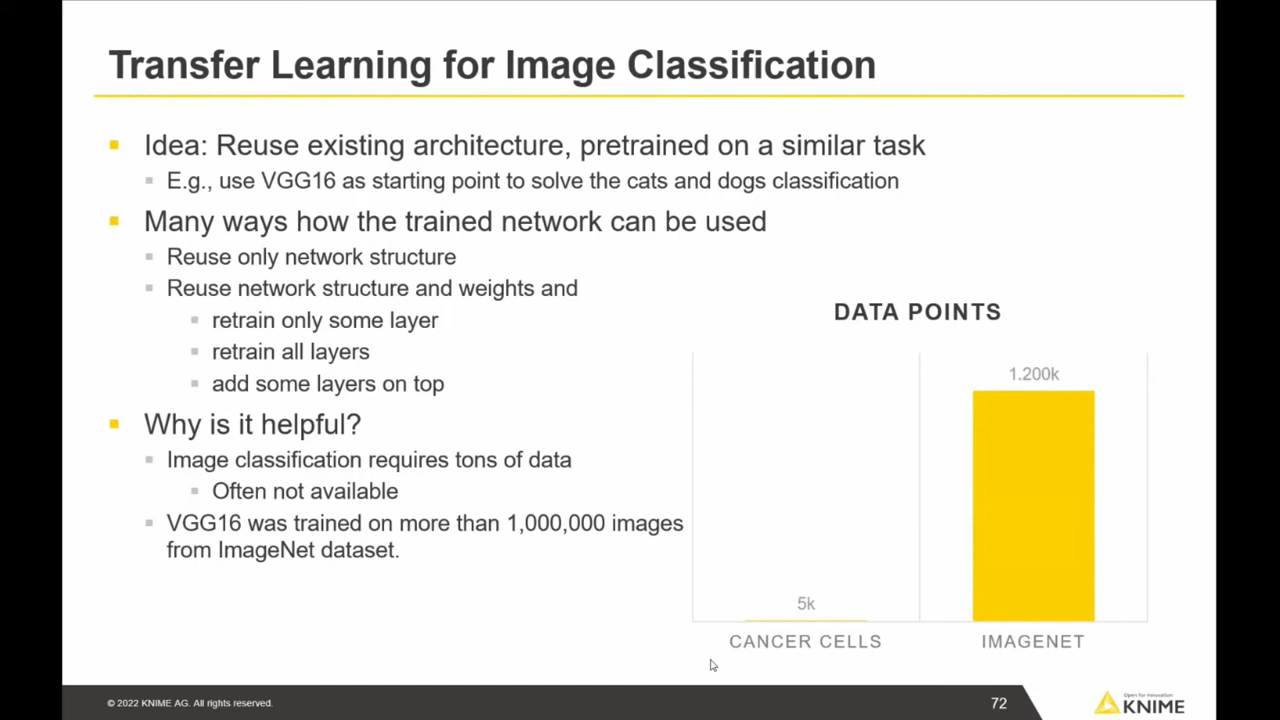 Transfer Learning for Image Classification
Idea: Reuse existing architecture, pretrained on a similar task
E.g., use VGG16 as starting point to solve the cats and dogs classification
Many ways how the trained network can be used
Reuse only network structure
Reuse network structure and weights and
retrain only some layer
retrain all layers
add some layers on top
Why is it helpful?
Image classification requires tons of data
Often not available
VGG16 was trained on more than 1,000,000 images
from ImageNet dataset.
DATA POINTS
1.200k
5k
CANCER CELLS
IMAGENET
© 2022 KNIME AG. All rights reserved.
72
Open for Innovation
KNIME